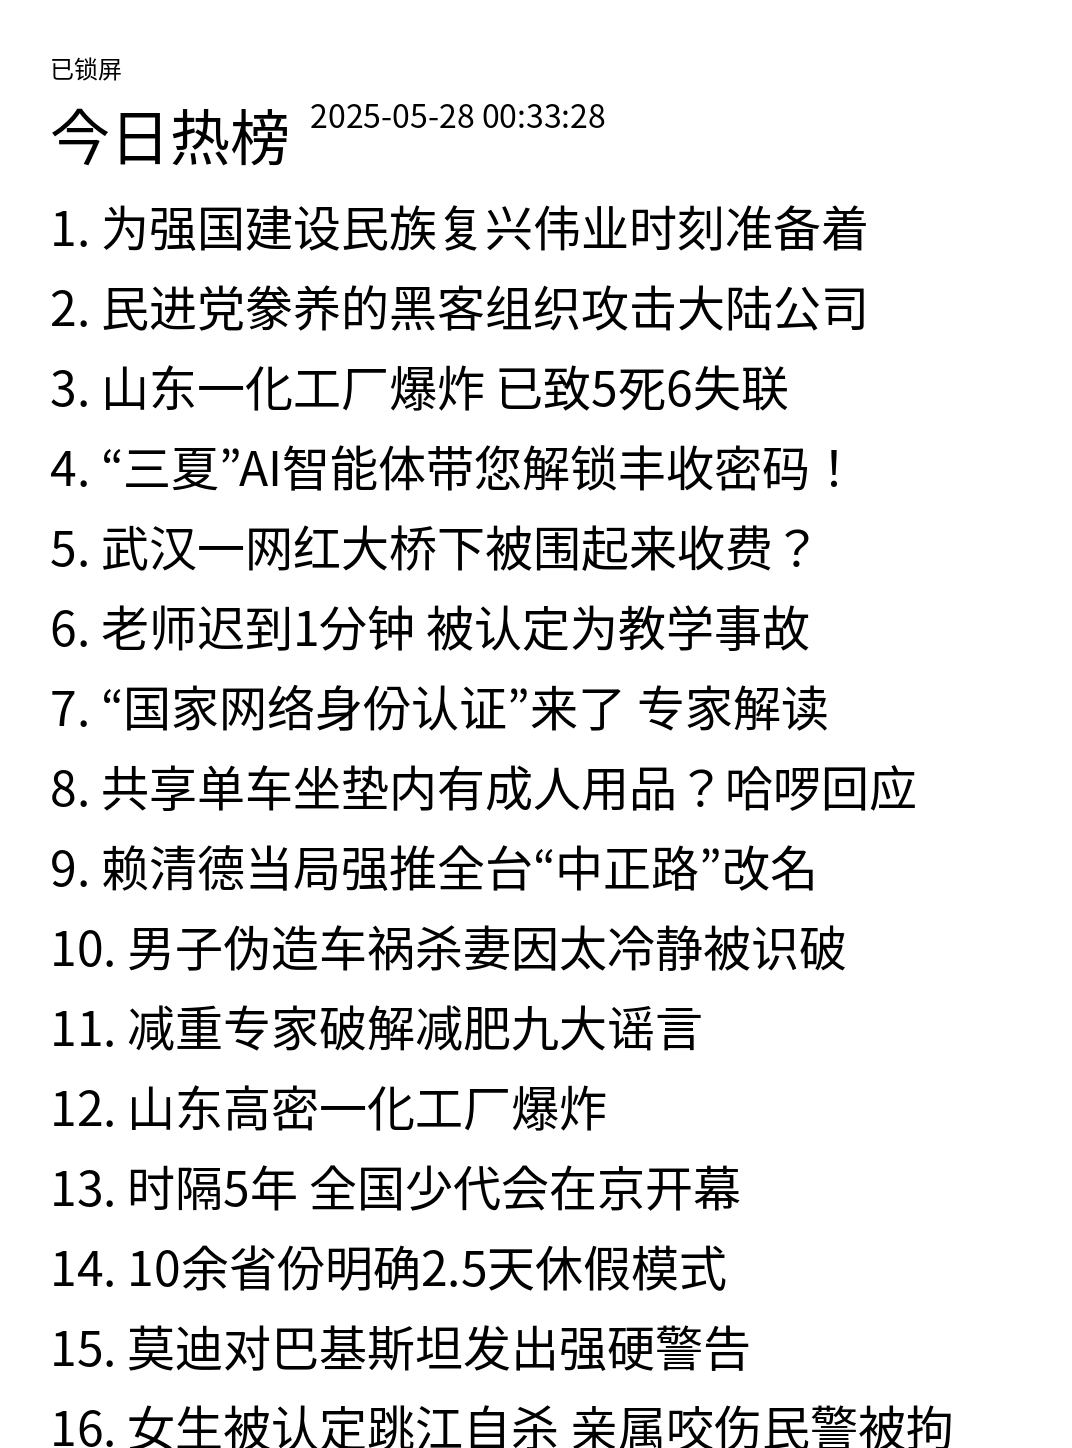 已锁屏
今日热榜 2025-05-28 00:33:28
1. 为强国建设民族复兴伟业时刻准备着
2. 民进党豢养的黑客组织攻击大陆公司
3. 山东一化工厂爆炸 已致5死6失联
4. “三夏”AI智能体带您解锁丰收密码！
5. 武汉一网红大桥下被围起来收费？
6. 老师迟到1分钟 被认定为教学事故
7. “国家网络身份认证”来了 专家解读
8. 共享单车坐垫内有成人用品？哈啰回应
9. 赖清德当局强推全台“中正路”改名
10. 男子伪造车祸杀妻因太冷静被识破
11. 减重专家破解减肥九大谣言
12. 山东高密一化工厂爆炸
13. 时隔5年 全国少代会在京开幕
14. 10余省份明确2.5天休假模式
15. 莫迪对巴基斯坦发出强硬警告
16. 女生被认定跳江自杀 亲属咬伤民警被拘